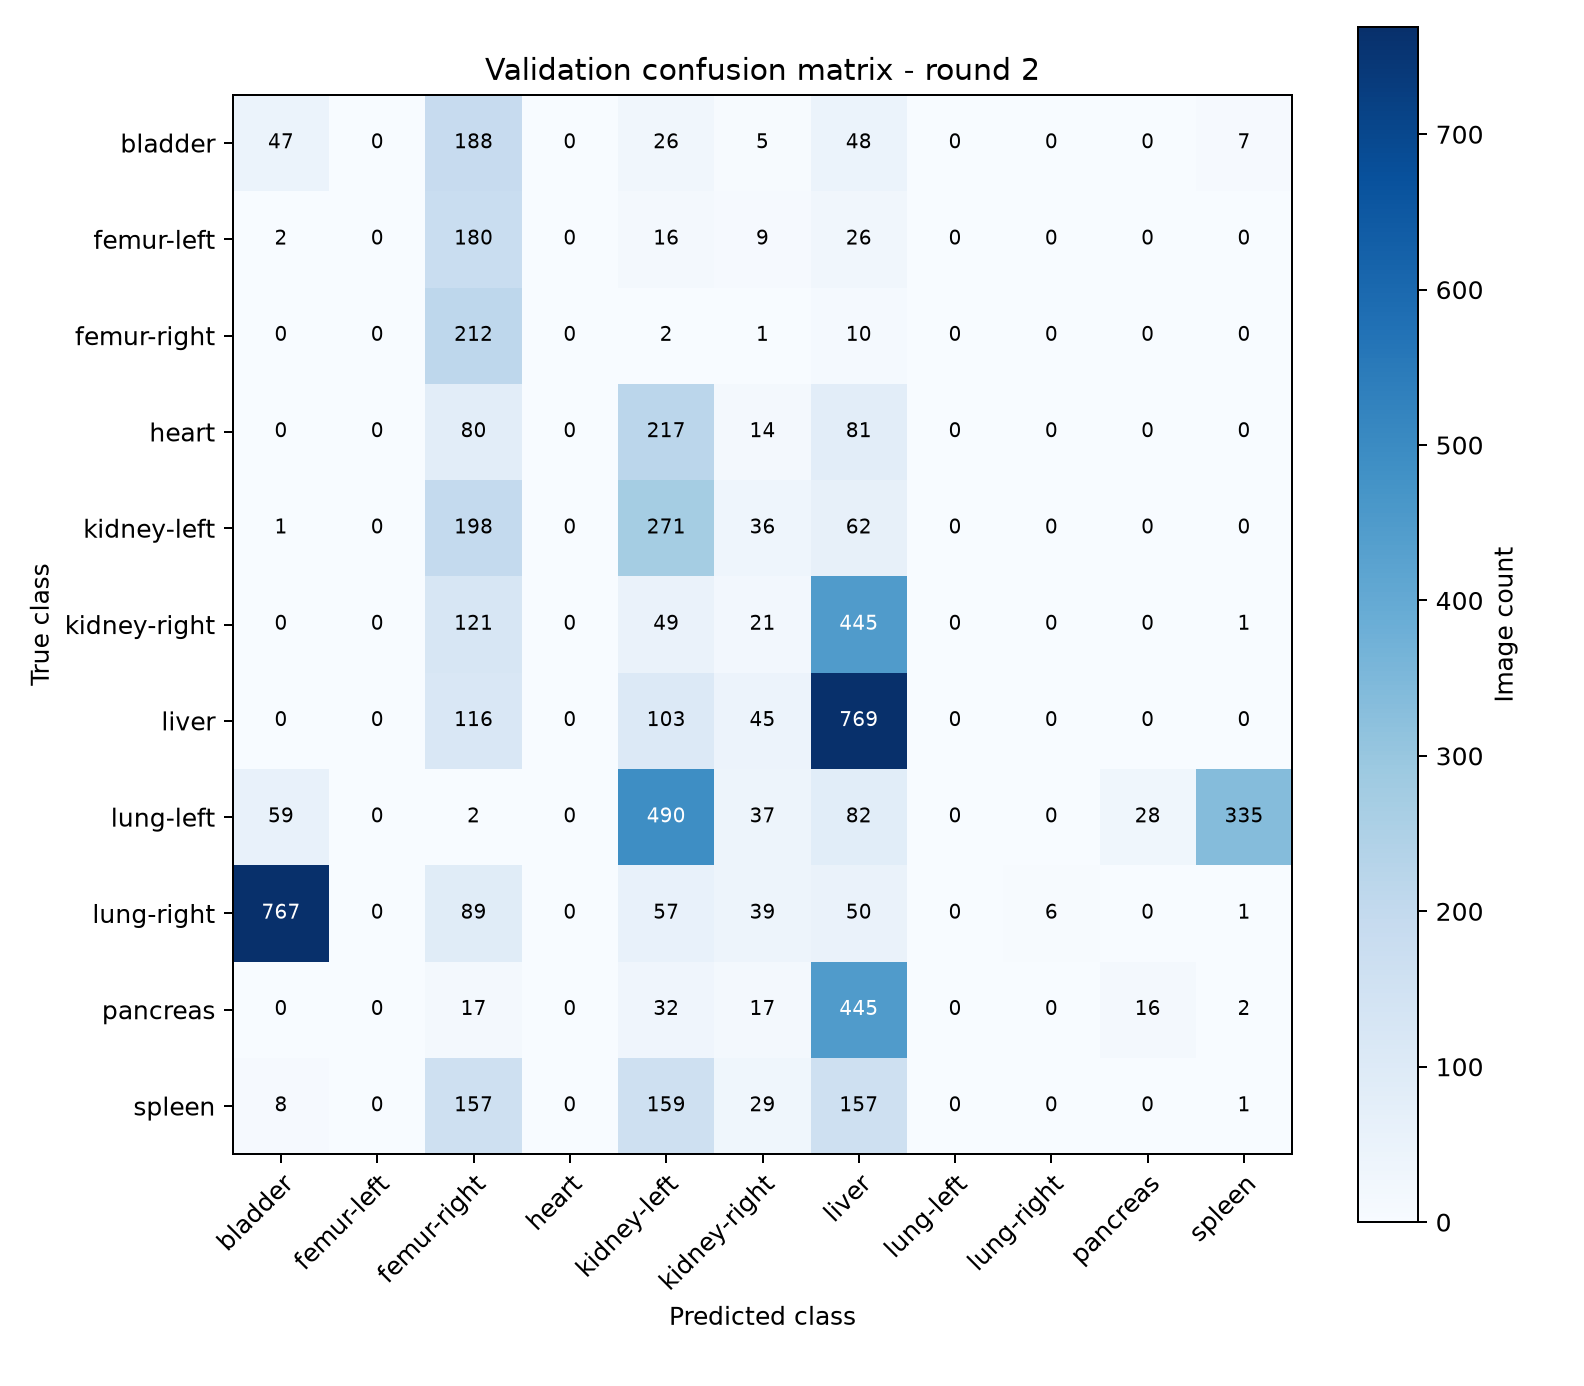 Validation confusion matrix - round 2
True class
bladder 47 0 188 0 26 5 48 0 0 0 7
femur-left 2 0 180 0 16 9 26 0 0 0 0
femur-right 0 0 212 0 2 1 10 0 0 0 0
heart 0 0 80 0 217 14 81 0 0 0 0
kidney-left 1 0 198 0 271 36 62 0 0 0 0
kidney-right 0 0 121 0 49 21 445 0 0 0 1
liver 0 0 116 0 103 45 769 0 0 0 0
lung-left 59 0 2 0 490 37 82 0 0 28 335
lung-right 767 0 89 0 57 39 50 0 6 0 1
pancreas 0 0 17 0 32 17 445 0 0 16 2
spleen 8 0 157 0 159 29 157 0 0 0 1
bladder femur-left femur-right heart kidney-left kidney-right liver lung-left lung-right pancreas spleen
Predicted class
700
600
500
400
300
200
100
0
Image count